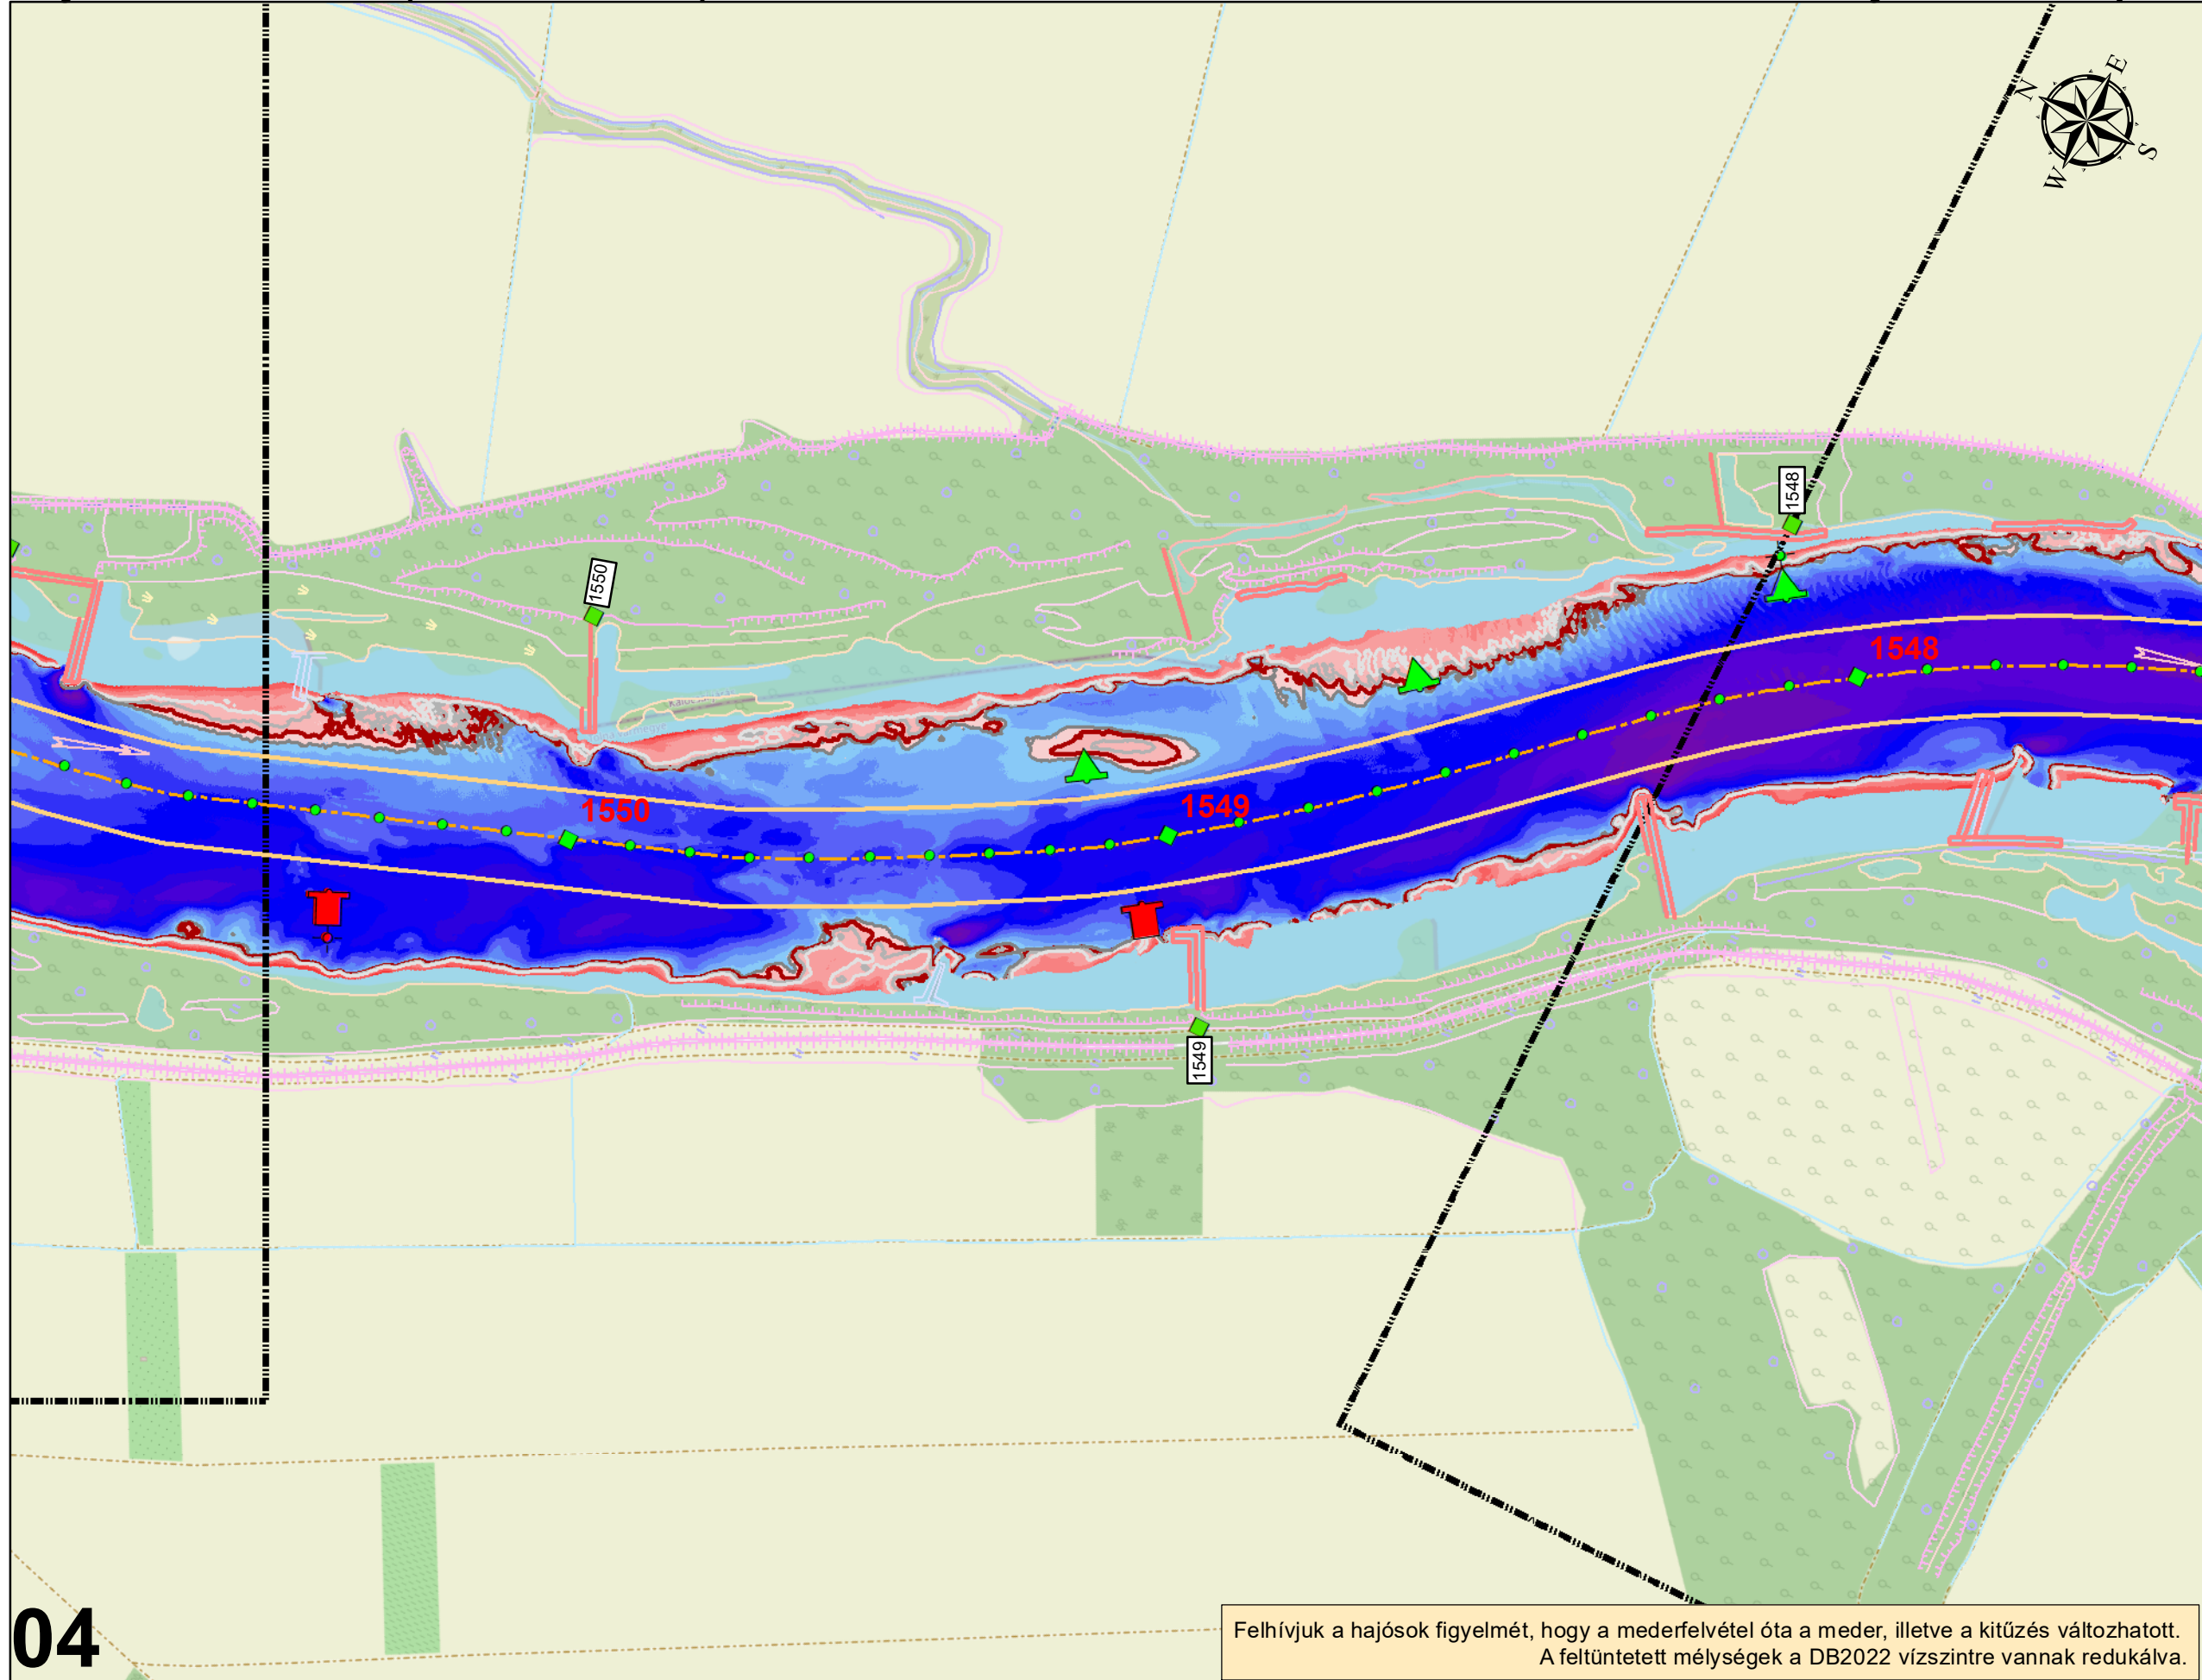 N
E
S
W
1548
1550
1548
1550
1549
1549
04
Felhívjuk a hajósok figyelmét, hogy a mederfelvétel óta a meder, illetve a kitűzés változhatott.
A feltüntetett mélységek a DB2022 vízszintre vannak redukálva.